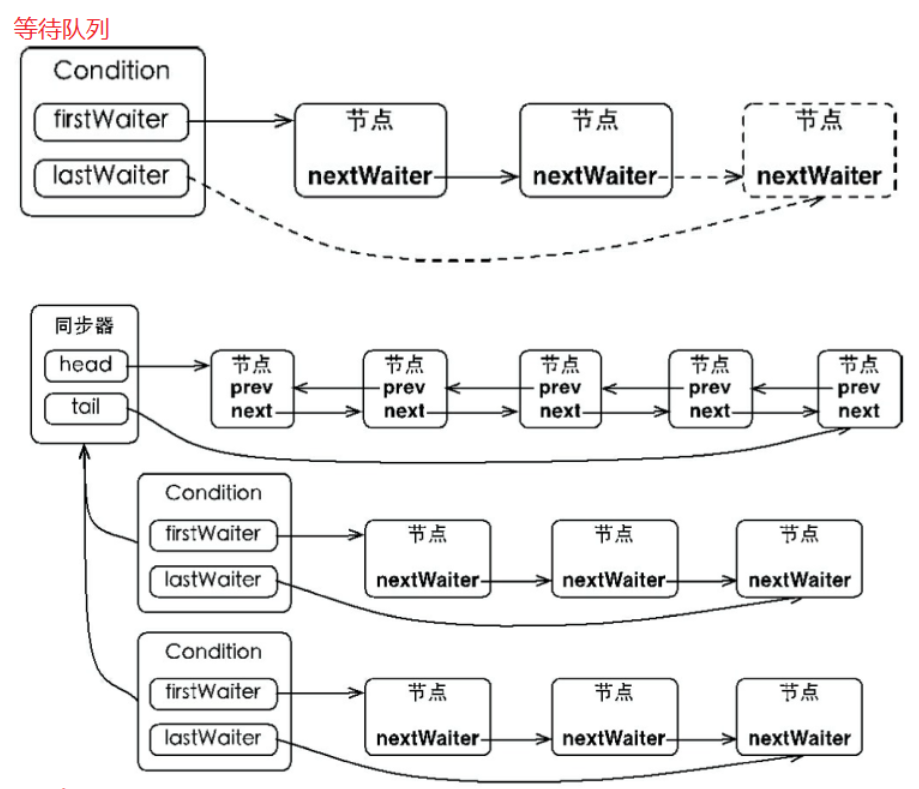 等待队列
Condition
firstWaiter
lastWaiter
节点
nextWaiter
节点
nextWaiter
节点
nextWaiter
同步器
head
tail
节点
prev
next
节点
prev
next
节点
prev
next
节点
prev
next
节点
prev
next
Condition
firstWaiter
lastWaiter
节点
nextWaiter
节点
nextWaiter
节点
nextWaiter
Condition
firstWaiter
lastWaiter
节点
nextWaiter
节点
nextWaiter
节点
nextWaiter